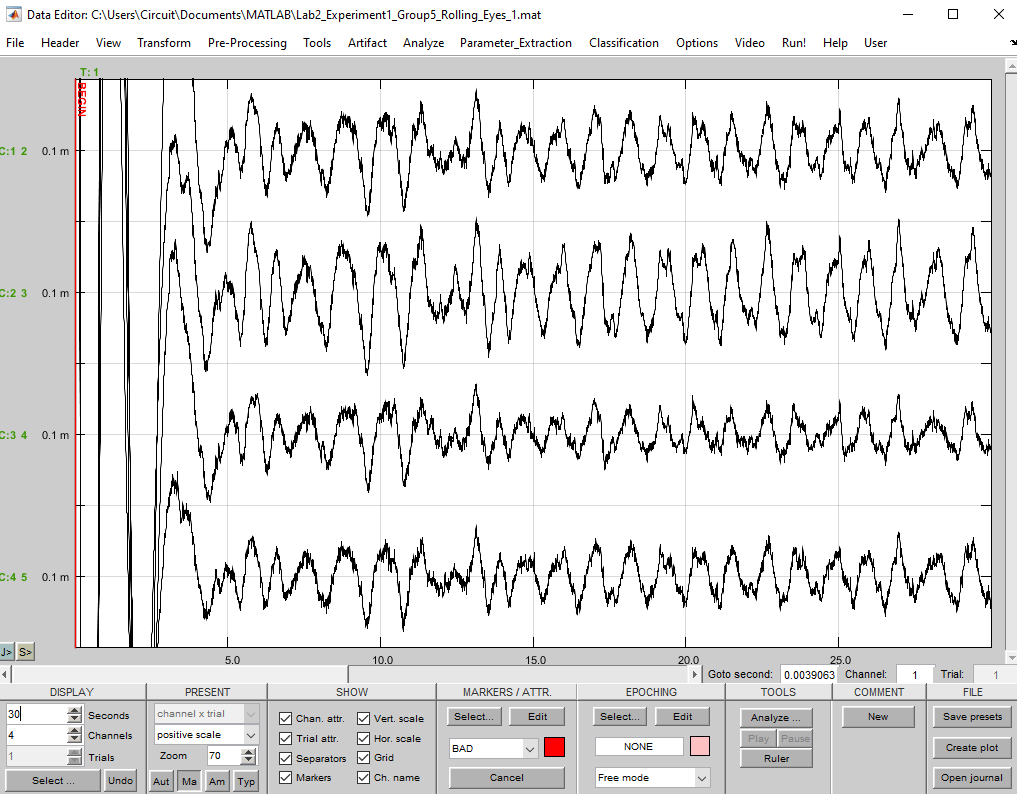 Data Editor: C:\Users\Circuit\Documents\MATLAB\Lab2_Experiment1_Group5_Rolling_Eyes_1.mat
File Header View Transform Pre-Processing Tools Artifact Analyze Parameter_Extraction Classification Options Video Run! Help User
T: 1
BEGIN
C:1 2 0.1 m
C:2 3 0.1 m
C:3 4 0.1 m
C:4 5 0.1 m
J> S>
5.0 10.0 15.0 20.0 25.0
Goto second: 0.0039063 Channel: 1 Trial: 1
DISPLAY PRESENT SHOW MARKERS / ATTR. EPOCHING TOOLS COMMENT FILE
30 Seconds channel x trial Chan. attr. Vert. scale Select... Edit Select... Edit Analyze ... New Save presets
4 Channels positive scale Trial attr. Hor. scale BAD NONE Play Pause Create plot
1 Trials Zoom 70 Separators Grid Ruler
Select ... Undo Aut Ma Am Typ Markers Ch. name Cancel Free mode Open journal